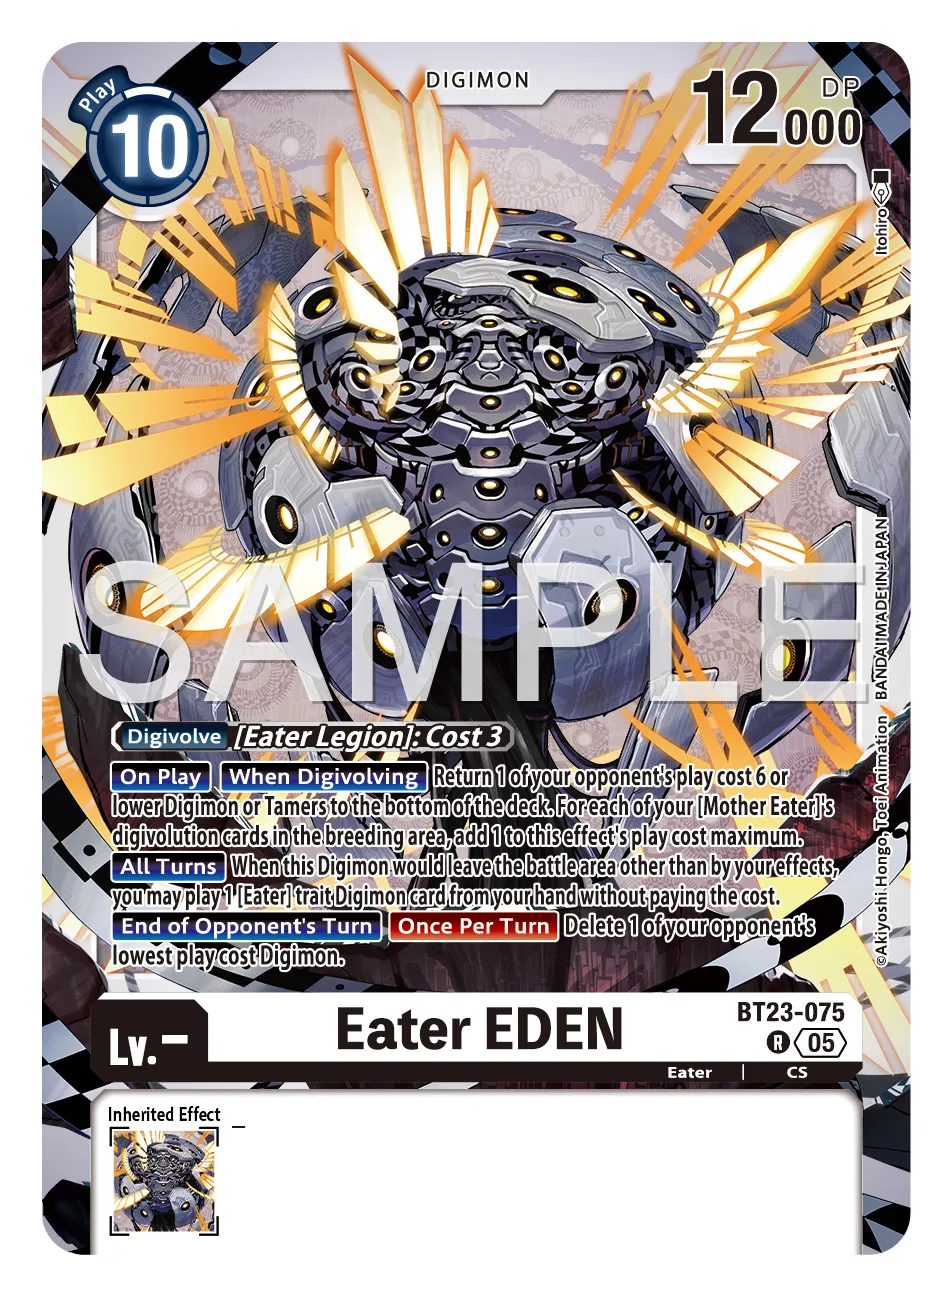 Play
10
DIGIMON
12000
DP
Itohiro
SAMPLE
BANDAI MADE IN JAPAN
©Akiyoshi Hongo, Toei Animation
Digivolve [Eater Legion]: Cost 3
On Play When Digivolving Return 1 of your opponent's play cost 6 or
lower Digimon or Tamers to the bottom of the deck. For each of your [Mother Eater]'s
digivolution cards in the breeding area, add 1 to this effect's play cost maximum.
All Turns When this Digimon would leave the battle area other than by your effects,
you may play 1 [Eater] trait Digimon card from your hand without paying the cost.
End of Opponent's Turn Once Per Turn Delete 1 of your opponent's
lowest play cost Digimon.
Lv.–
Eater EDEN
BT23-075
R 05
Eater | CS
Inherited Effect
–